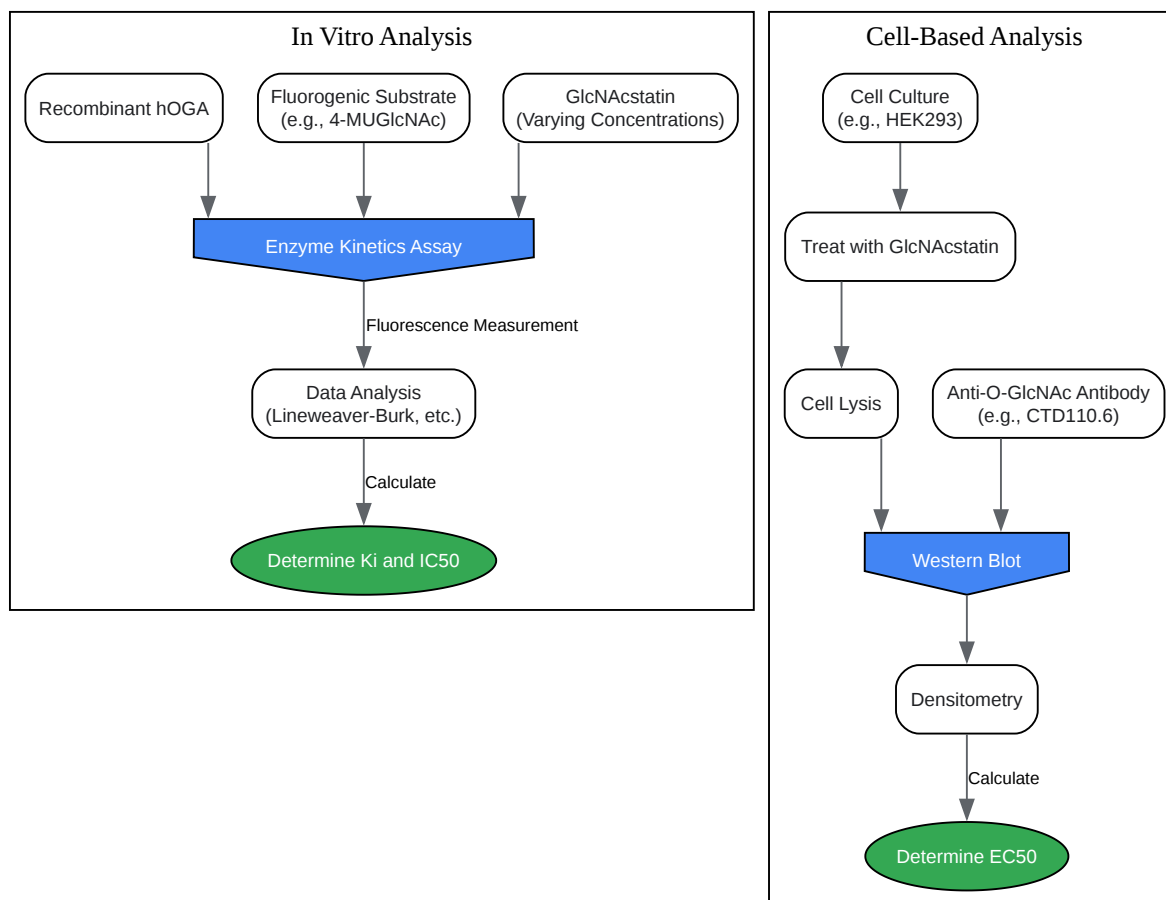 In Vitro Analysis
Recombinant hOGA
Fluorogenic Substrate
(e.g., 4-MUGlcNAc)
GlcNAcstatin
(Varying Concentrations)
Enzyme Kinetics Assay
Fluorescence Measurement
Data Analysis
(Lineweaver-Burk, etc.)
Calculate
Determine Ki and IC50
Cell-Based Analysis
Cell Culture
(e.g., HEK293)
Treat with GlcNAcstatin
Cell Lysis
Anti-O-GlcNAc Antibody
(e.g., CTD110.6)
Western Blot
Densitometry
Calculate
Determine EC50